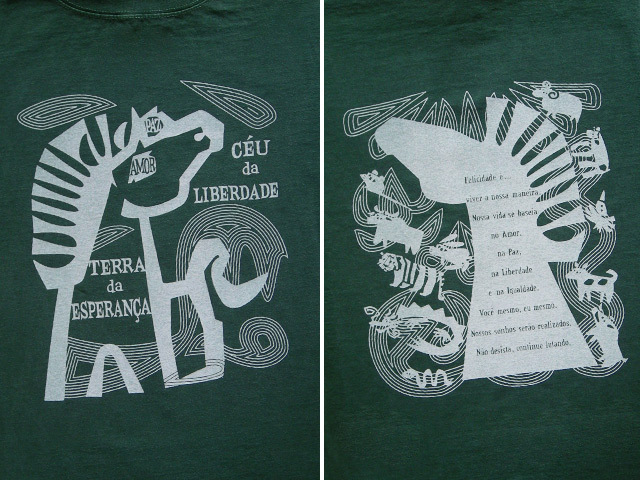 PAZ
AMOR
CÉU
da
LIBERDADE
TERRA
da
ESPERANÇA
Felicidade é...
viver a nossa maneira,
Nossa vida se baseia
no Amor,
na Paz,
na Liberdade
e na Igualdade.
Você mesmo, eu mesmo,
Nossos sonhos serão realizados,
Não desista, continue lutando.